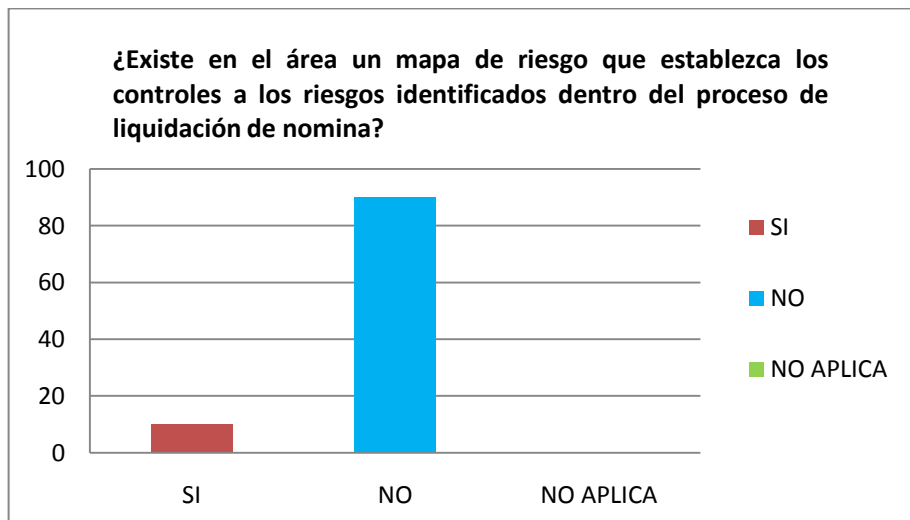 ¿Existe en el área un mapa de riesgo que establezca los
controles a los riesgos identificados dentro del proceso de
liquidación de nomina?
100
80
60
40
20
0
SI
NO
NO APLICA
SI
NO
NO APLICA